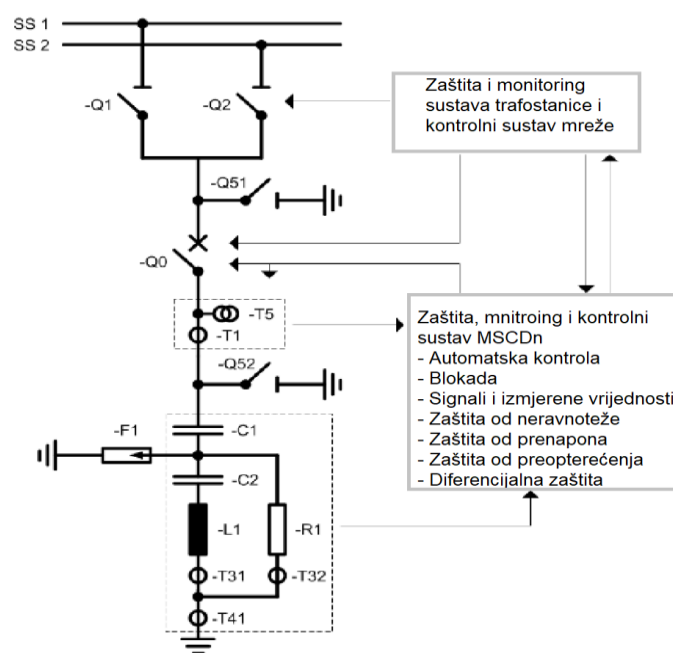 SS 1
SS 2
-Q1
-Q2
Zaštita i monitoring
sustava trafostanice i
kontrolni sustav mreže
-Q51
-Q0
-T5
-T1
Zaštita, mnitroing i kontrolni
sustav MSCDn
- Automatska kontrola
- Blokada
- Signali i izmjerene vrijednosti
- Zaštita od neravnoteže
- Zaštita od prenapona
- Zaštita od preopterećenja
- Diferencijalna zaštita
-Q52
-F1
-C1
-C2
-L1
-R1
-T31
-T32
-T41